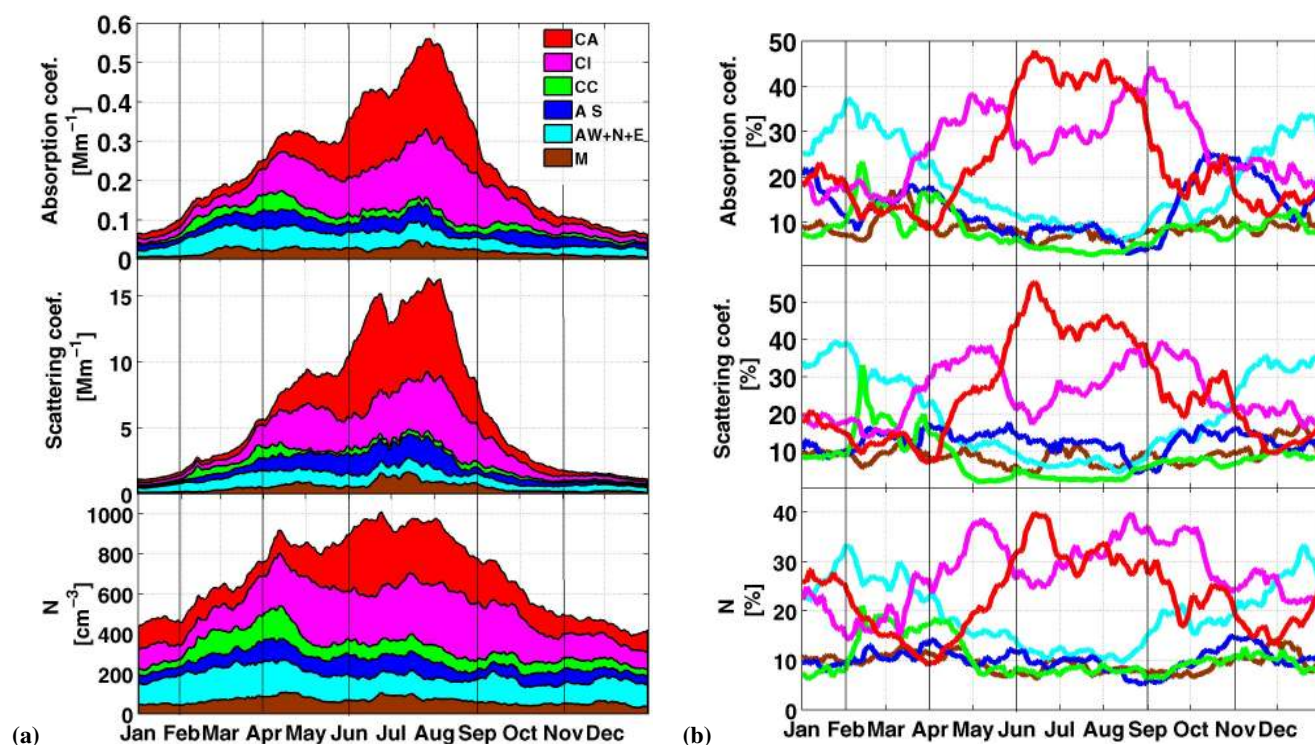 0.6
0.5
0.4
0.3
0.2
0.1
0
Absorption coef.
[Mm⁻¹]
CA
CI
CC
A S
AW+N+E
M
15
10
5
0
Scattering coef.
[Mm⁻¹]
1000
800
600
400
200
0
N
[cm⁻³]
Jan Feb Mar Apr May Jun Jul Aug Sep Oct Nov Dec
(a)
50
40
30
20
10
Absorption coef.
[%]
50
40
30
20
10
Scattering coef.
[%]
40
30
20
10
0
N
[%]
Jan Feb Mar Apr May Jun Jul Aug Sep Oct Nov Dec
(b)